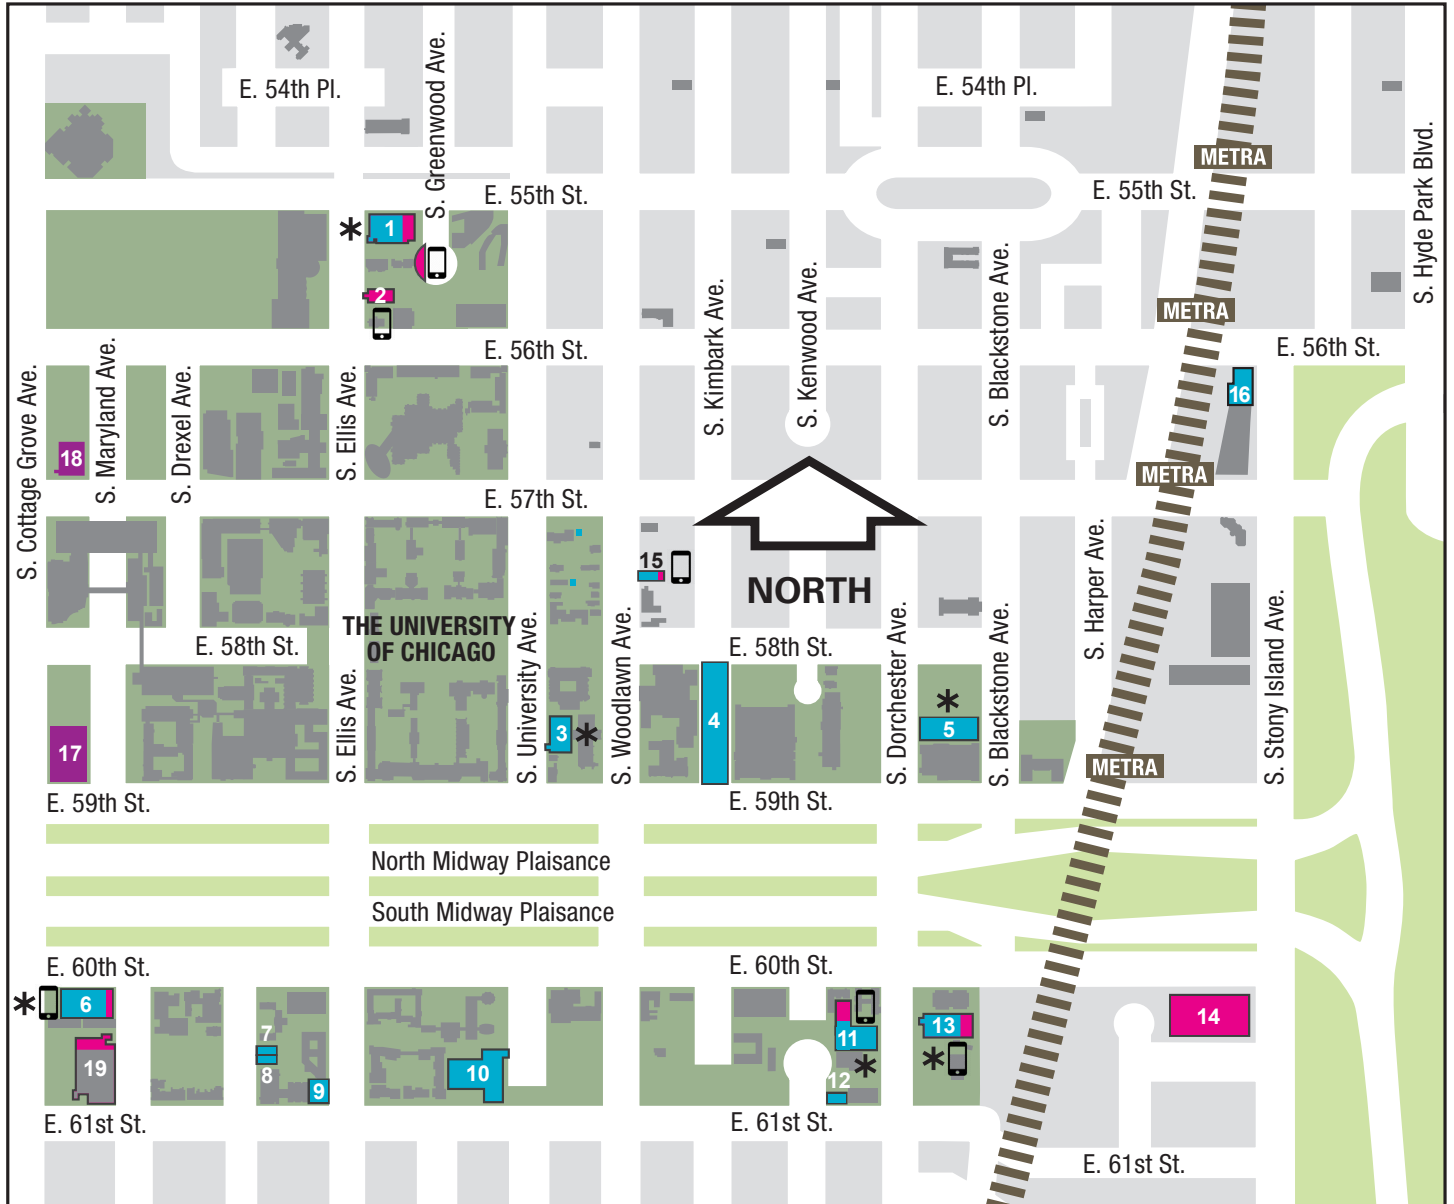 E. 54th Pl.
S. Greenwood Ave.
E. 54th Pl.
METRA
S. Hyde Park Blvd.
E. 55th St.
E. 55th St.
*
1
2
METRA
E. 56th St.
E. 56th St.
S. Cottage Grove Ave.
S. Maryland Ave.
S. Drexel Ave.
S. Ellis Ave.
S. Kimbark Ave.
S. Kenwood Ave.
S. Blackstone Ave.
16
18
METRA
E. 57th St.
15
NORTH
S. Harper Ave.
THE UNIVERSITY
OF CHICAGO
E. 58th St.
S. University Ave.
S. Woodlawn Ave.
E. 58th St.
S. Dorchester Ave.
S. Blackstone Ave.
S. Stony Island Ave.
S. Ellis Ave.
17
3
*
4
*
5
METRA
E. 59th St.
E. 59th St.
North Midway Plaisance
South Midway Plaisance
E. 60th St.
E. 60th St.
*
6
7
8
9
10
11
*
12
13
*
14
19
E. 61st St.
E. 61st St.
E. 61st St.